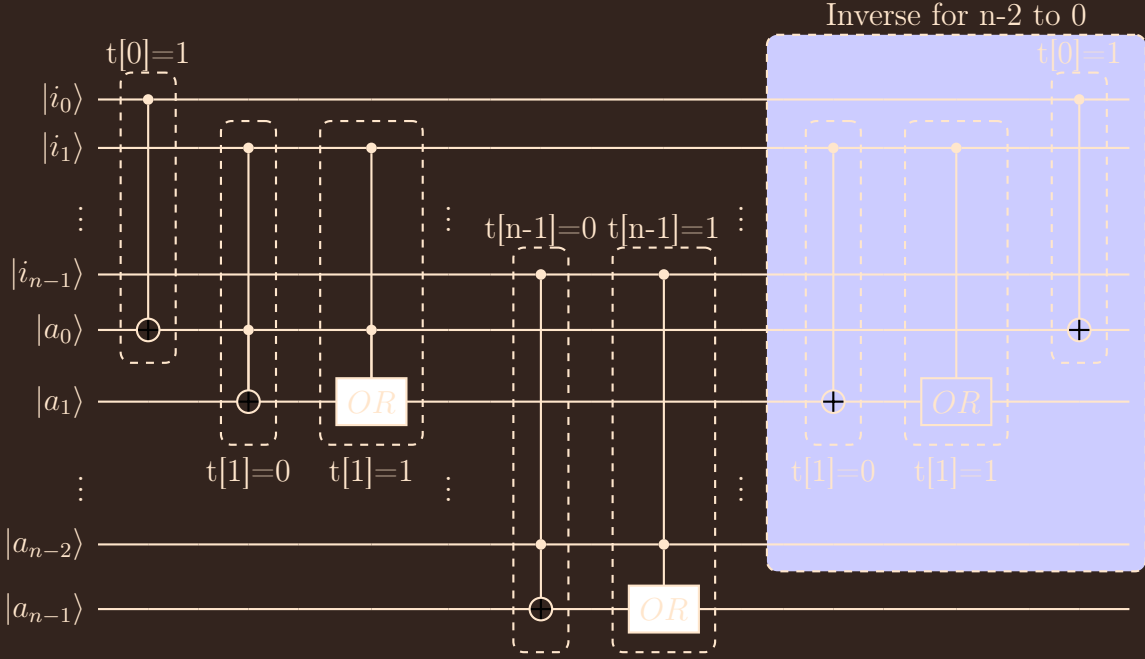 Inverse for n-2 to 0
t[0]=1
t[0]=1
|i₀⟩
|i₁⟩
⋮
⋮
⋮
t[n-1]=0
t[n-1]=1
|iₙ₋₁⟩
|a₀⟩
|a₁⟩
OR
OR
t[1]=0
t[1]=1
t[1]=0
t[1]=1
⋮
⋮
⋮
|aₙ₋₂⟩
|aₙ₋₁⟩
OR